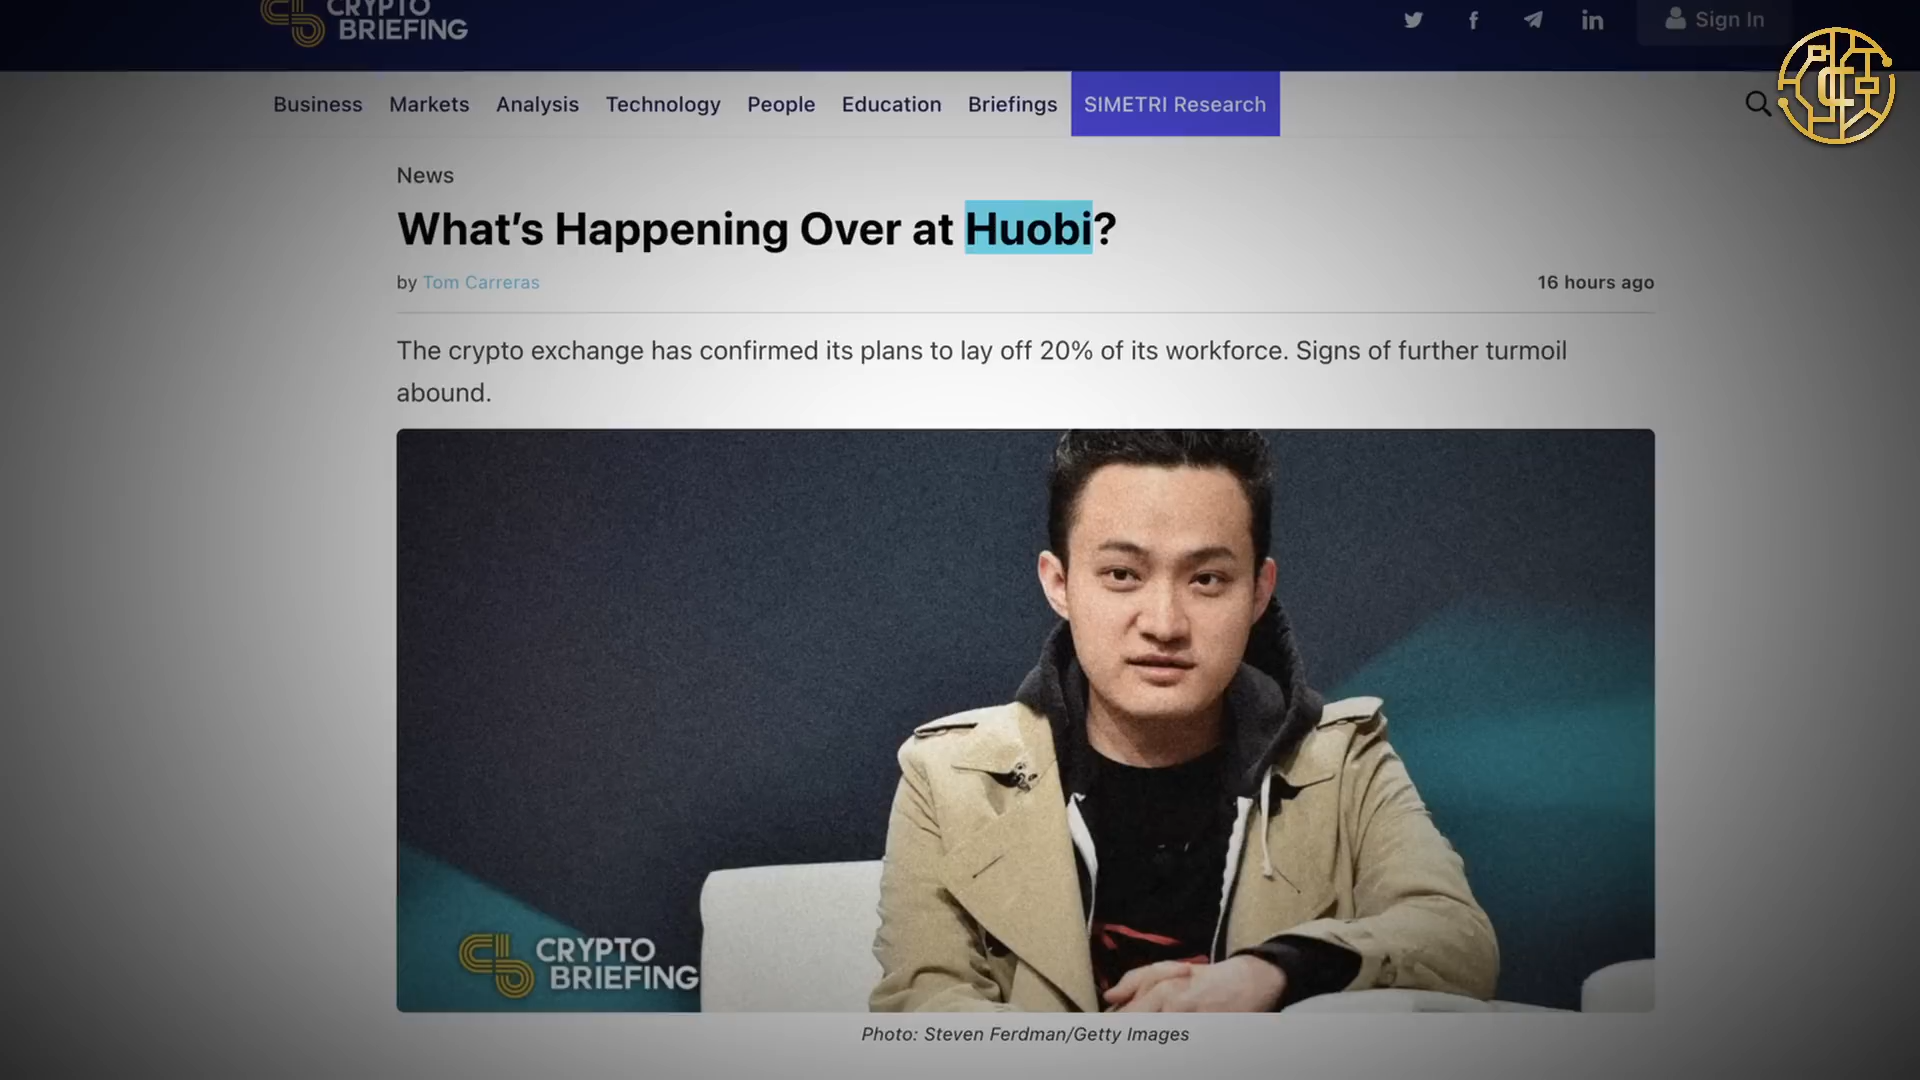 CRYPTO
BRIEFING
Sign In
Business Markets Analysis Technology People Education Briefings SIMETRI Research
News
What’s Happening Over at Huobi?
by Tom Carreras
16 hours ago
The crypto exchange has confirmed its plans to lay off 20% of its workforce. Signs of further turmoil
abound.
CRYPTO
BRIEFING
Photo: Steven Ferdman/Getty Images